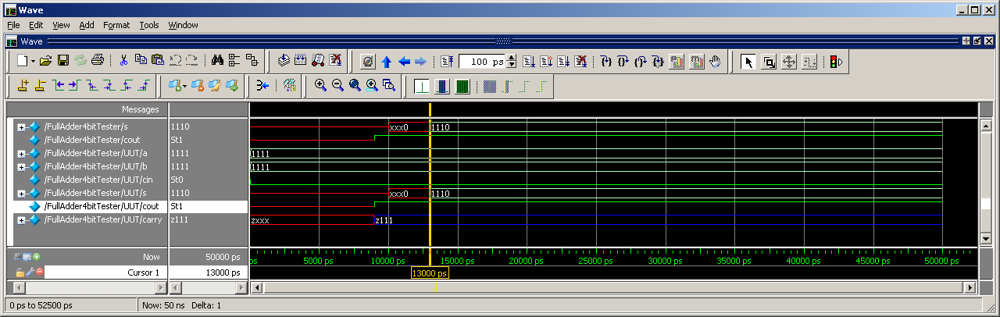 Wave
File Edit View Add Format Tools Window
Wave
100 ps
Messages
/FullAdder4bitTester/s 1110 xxx0 1110
/FullAdder4bitTester/cout St1
/FullAdder4bitTester/UUT/a 1111 1111
/FullAdder4bitTester/UUT/b 1111 1111
/FullAdder4bitTester/UUT/cin St0
/FullAdder4bitTester/UUT/s 1110 xxx0 1110
/FullAdder4bitTester/UUT/cout St1
/FullAdder4bitTester/UUT/carry z111 zxxx z111
Now 50000 ps ps 5000 ps 10000 ps 15000 ps 20000 ps 25000 ps 30000 ps 35000 ps 40000 ps 45000 ps 50000 ps
Cursor 1 13000 ps 13000 ps
0 ps to 52500 ps Now: 50 ns Delta: 1